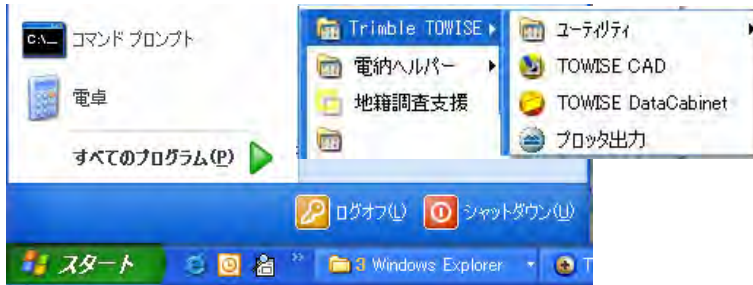 C:\_
コマンド プロンプト
電卓
すべてのプログラム(P)
Trimble TOWISE
電納ヘルパー
地籍調査支援
ユーティリティ
TOWISE CAD
TOWISE DataCabinet
プロッタ出力
ログオフ(L)
シャットダウン(U)
スタート
3 Windows Explorer
T